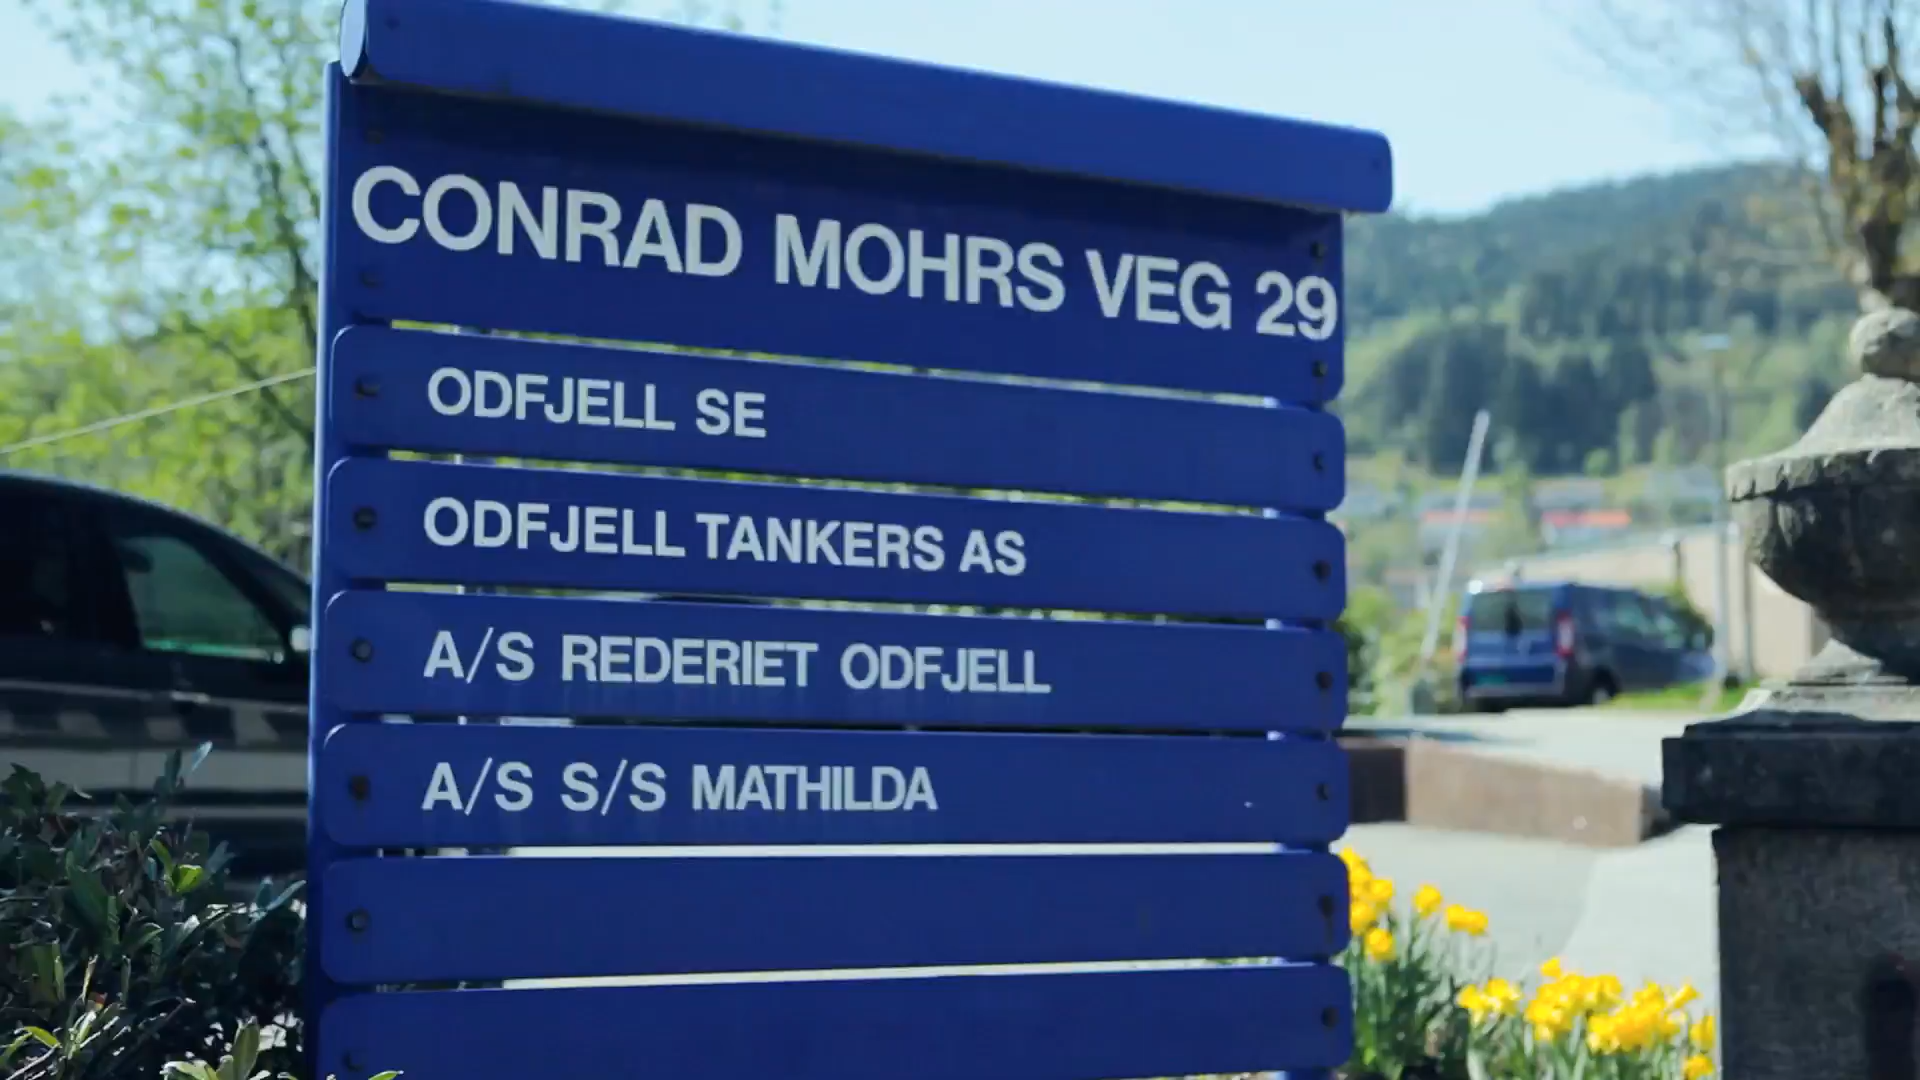 CONRAD MOHRS VEG 29
ODFJELL SE
ODFJELL TANKERS AS
A/S REDERIET ODFJELL
A/S S/S MATHILDA